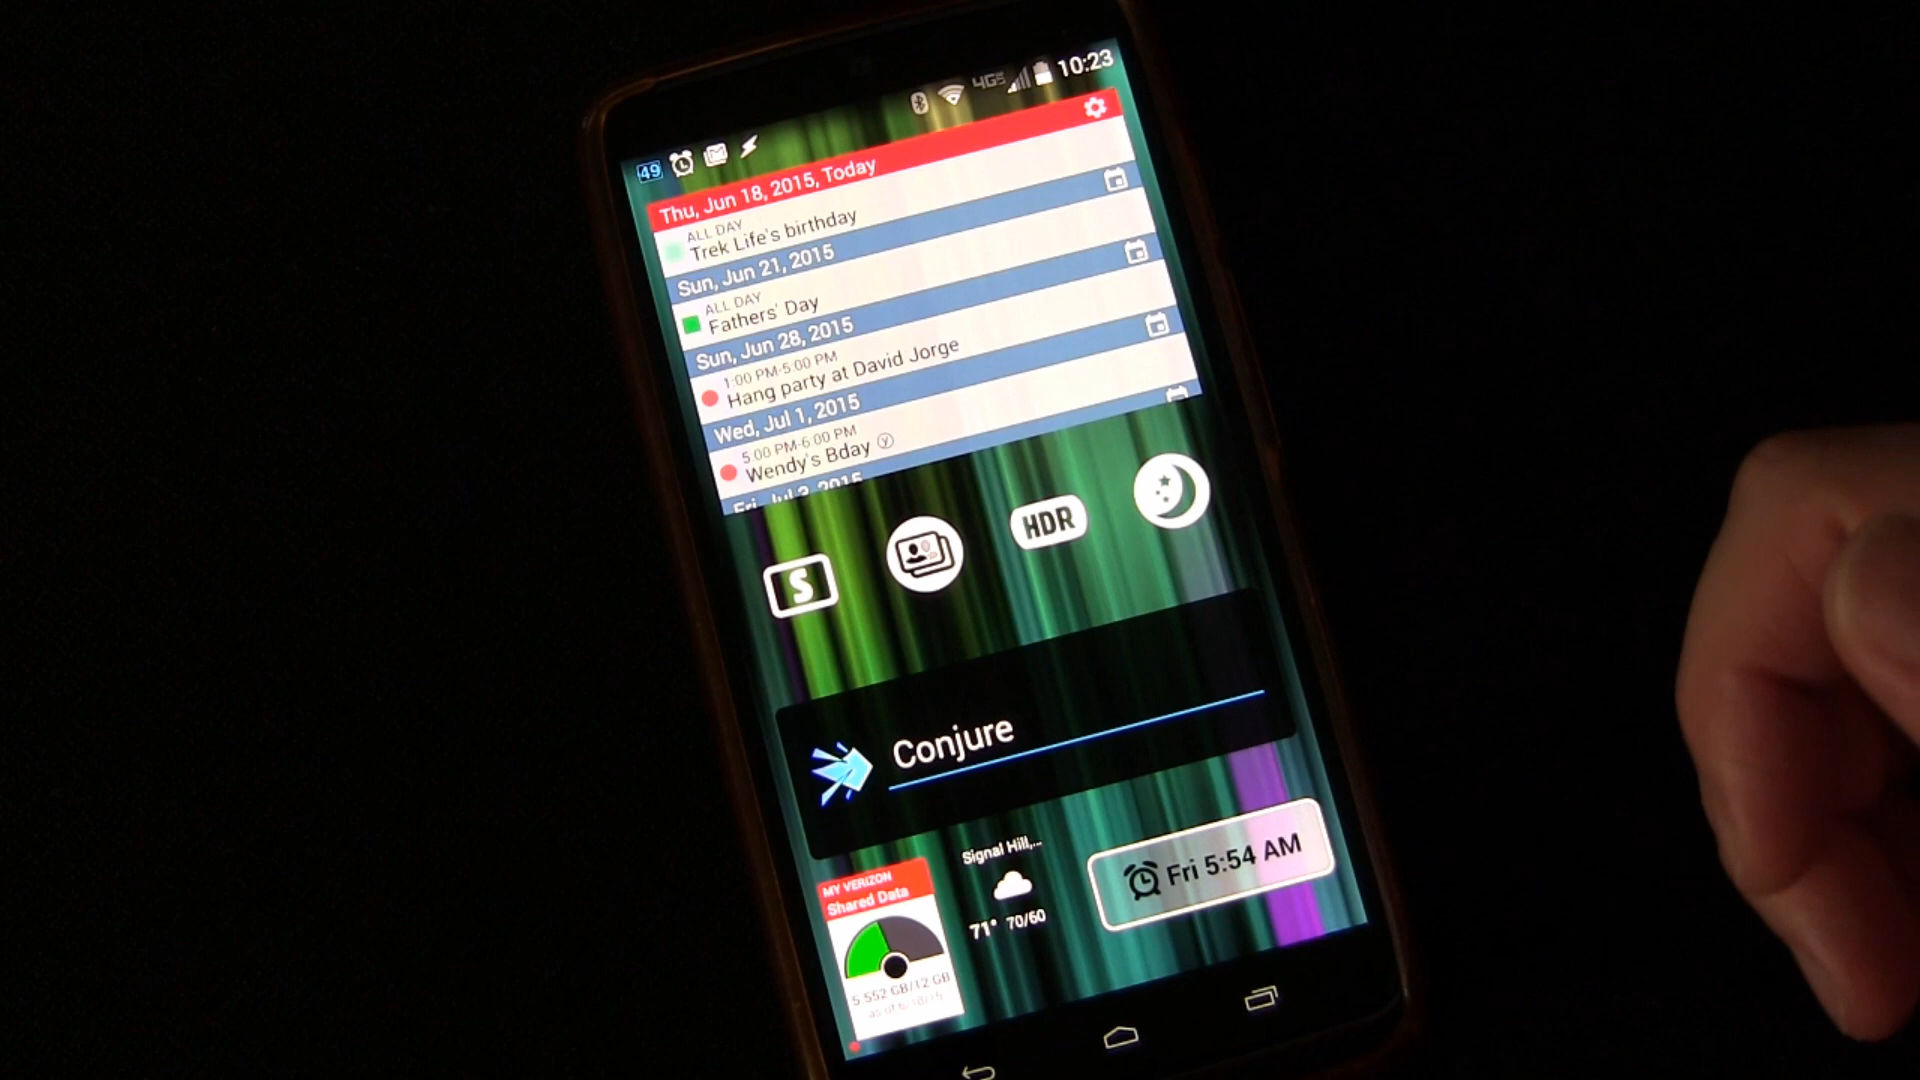 49
4G
10:23
Thu, Jun 18, 2015, Today
ALL DAY
Trek Life's birthday
Sun, Jun 21, 2015
ALL DAY
Fathers' Day
Sun, Jun 28, 2015
1:00 PM-5:00 PM
Hang party at David Jorge
Wed, Jul 1, 2015
5:00 PM-6:00 PM
Wendy's Bday y
Fri, Jul 3, 2015
S
HDR
Conjure
Signal Hill,...
71° 70/60
Fri 5:54 AM
MY VERIZON
Shared Data
5.552 GB/12 GB
as of 6/18/15